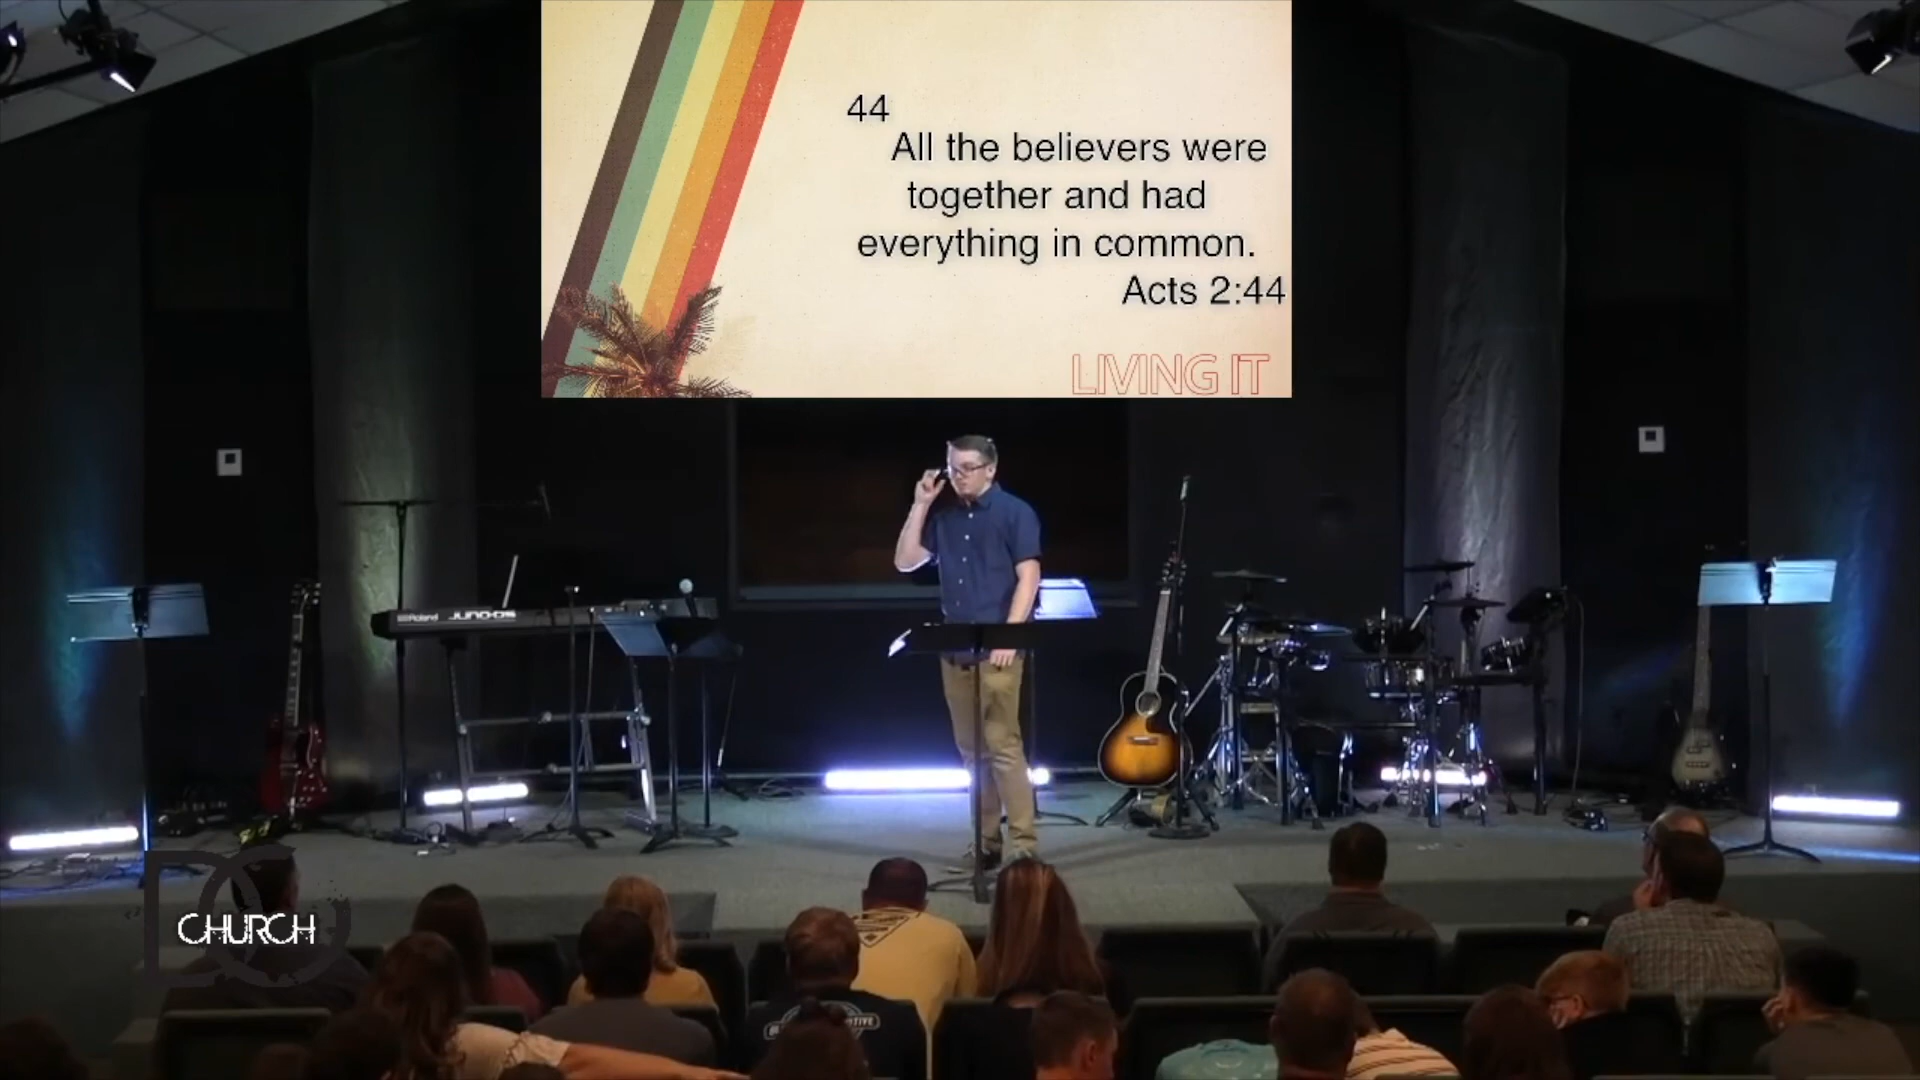 44
All the believers were
together and had
everything in common.
Acts 2:44
LIVING IT
Roland JUNO-DS
DC
CHURCH